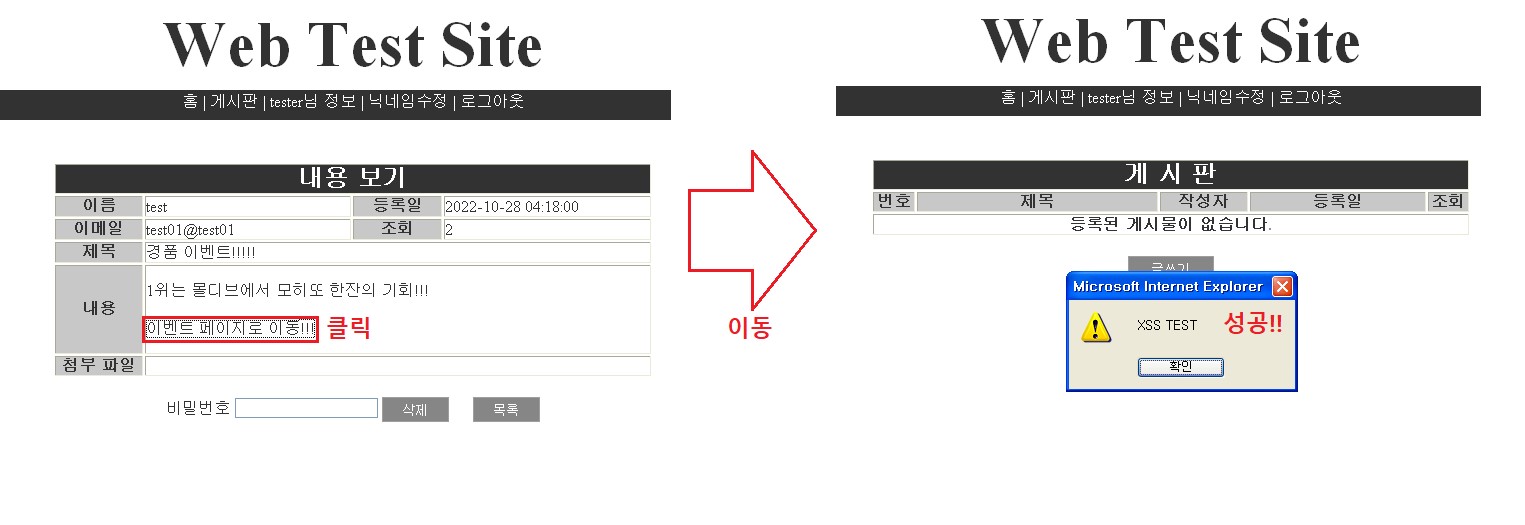 Web Test Site
홈 | 게시판 | tester님 정보 | 닉네임수정 | 로그아웃
내용 보기
이름 test 등록일 2022-10-28 04:18:00
이메일 test01@test01 조회 2
제목 경품 이벤트!!!!!
내용
1위는 몰디브에서 모히또 한잔의 기회!!!
이벤트 페이지로 이동!!! 클릭
첨부 파일
비밀번호 삭제 목록
이동
Web Test Site
홈 | 게시판 | tester님 정보 | 닉네임수정 | 로그아웃
게 시 판
번호 제목 작성자 등록일 조회
등록된 게시물이 없습니다.
글쓰기
Microsoft Internet Explorer
XSS TEST 성공!!
확인